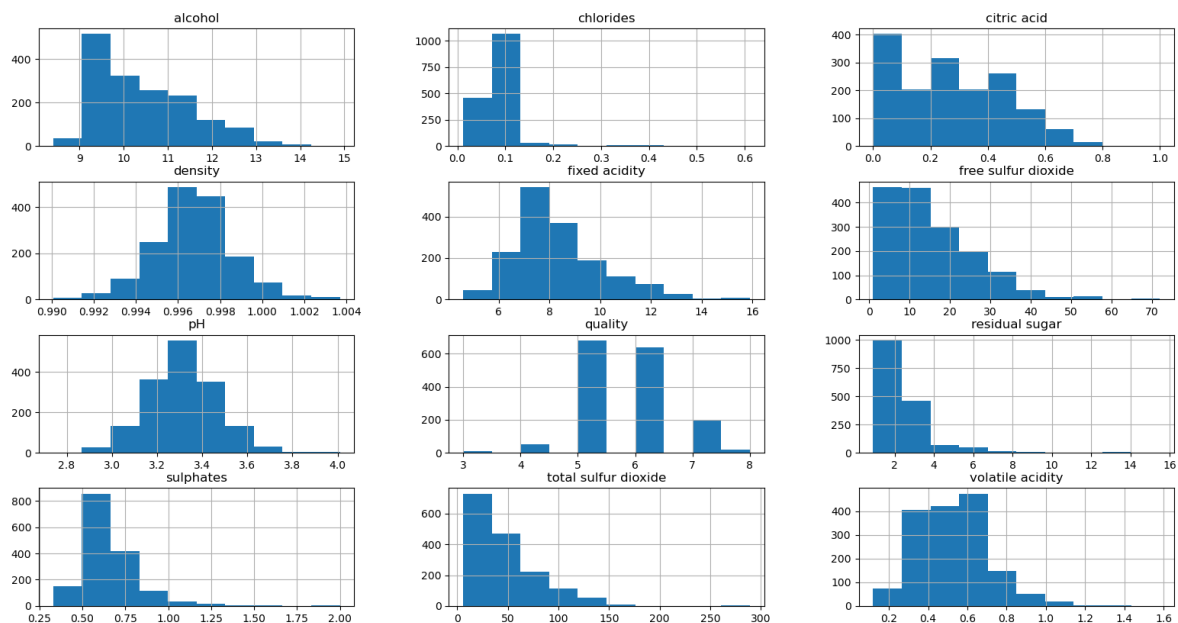 alcohol
400
200
0
9 10 11 12 13 14 15
chlorides
1000
750
500
250
0
0.0 0.1 0.2 0.3 0.4 0.5 0.6
citric acid
400
300
200
100
0
0.0 0.2 0.4 0.6 0.8 1.0
density
400
200
0
0.990 0.992 0.994 0.996 0.998 1.000 1.002 1.004
fixed acidity
400
200
0
6 8 10 12 14 16
free sulfur dioxide
400
300
200
100
0
0 10 20 30 40 50 60 70
pH
400
200
0
2.8 3.0 3.2 3.4 3.6 3.8 4.0
quality
600
400
200
0
3 4 5 6 7 8
residual sugar
1000
750
500
250
0
2 4 6 8 10 12 14 16
sulphates
800
600
400
200
0
0.25 0.50 0.75 1.00 1.25 1.50 1.75 2.00
total sulfur dioxide
600
400
200
0
0 50 100 150 200 250 300
volatile acidity
400
300
200
100
0
0.2 0.4 0.6 0.8 1.0 1.2 1.4 1.6